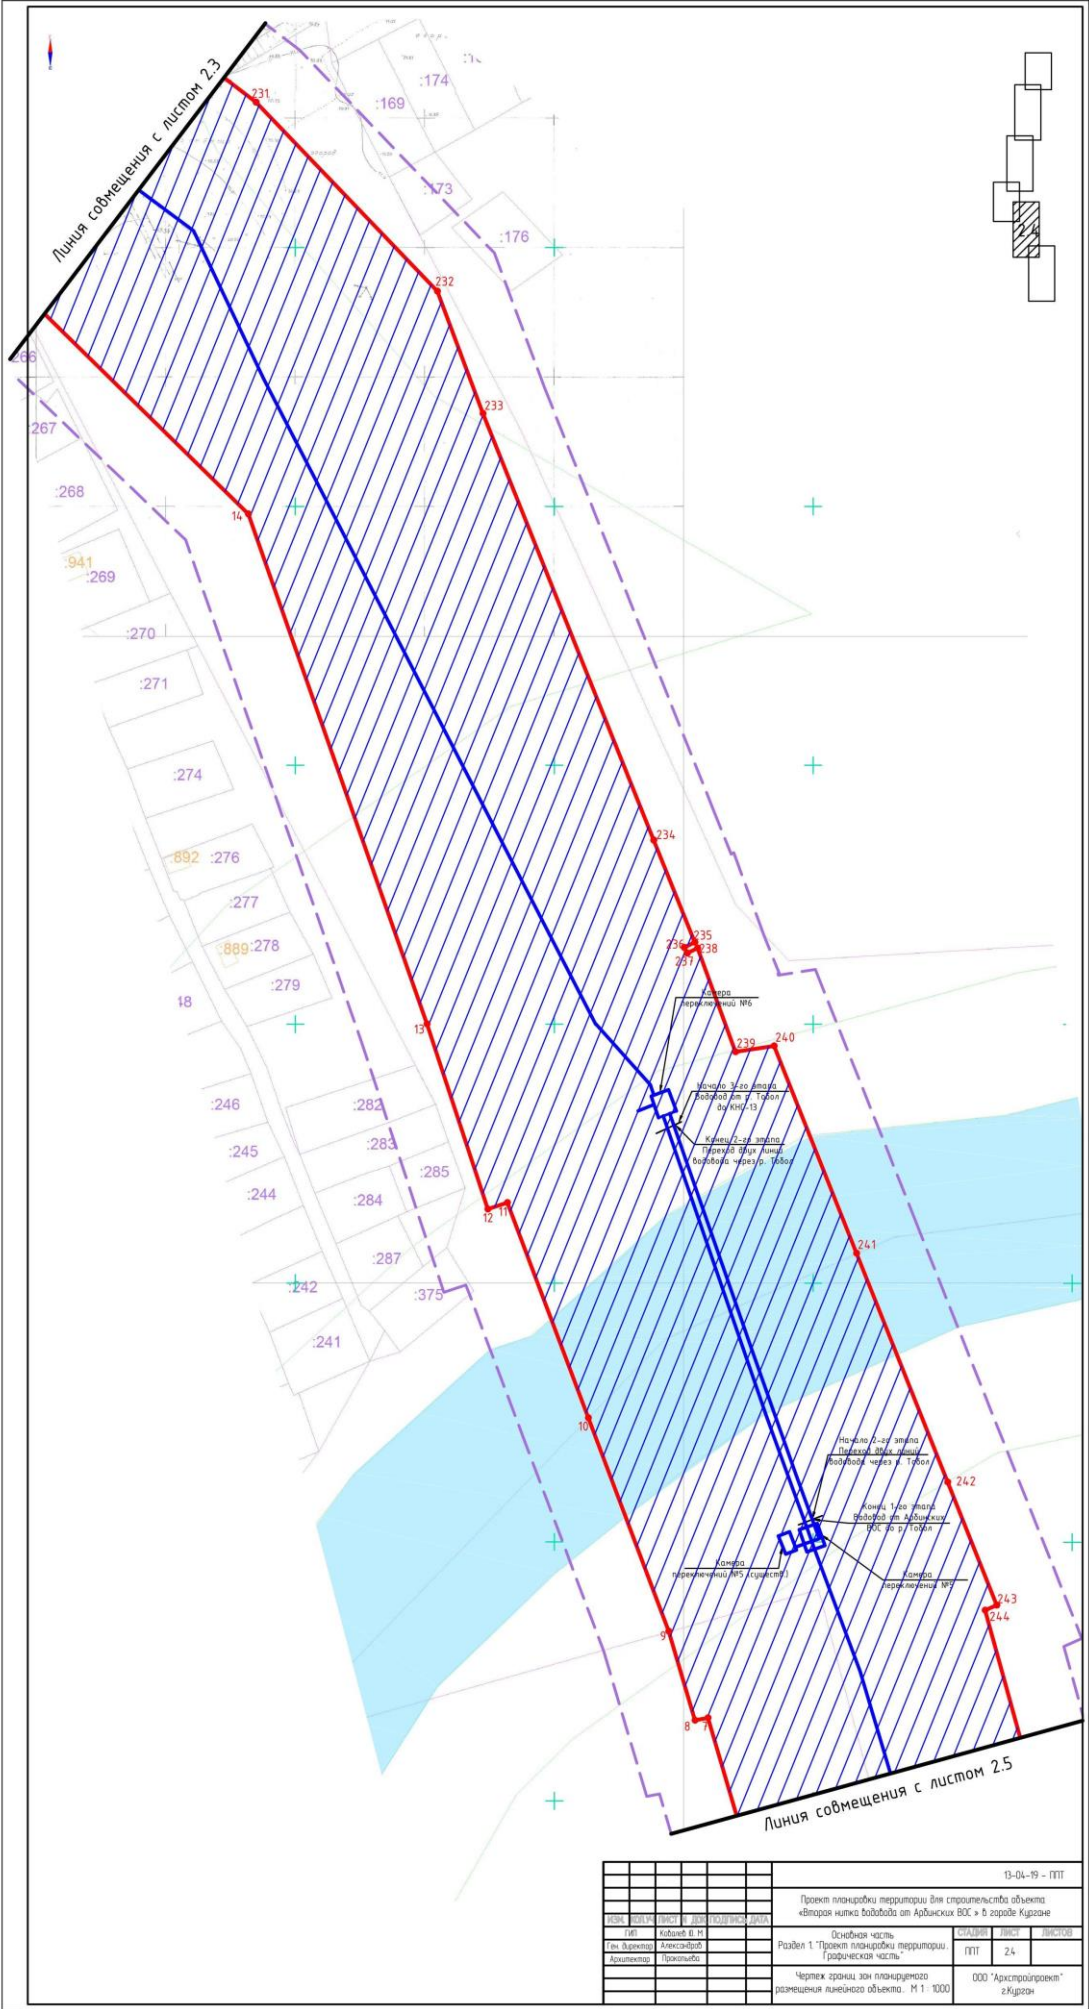 Линия совмещения с листом 2.3
231
:174
:169
:173
:176
2.4
232
266
233
267
:268
14
:941
:269
:270
:271
:274
234
:892
:276
:277
235
236
238
237
:889
:278
:279
Камера
переключений №6
13
239
240
Начало 3-го этапа
Водовод от р. Тобол
до КНС-13
:246
:282
Конец 2-го этапа
Переход двух линий
водовода через р. Тобол
:245
:283
:285
:244
:284
12
11
241
:287
:242
:375
:241
10
Начало 2-го этапа
Переход двух линий
водовода через р. Тобол
242
Конец 1-го этапа
Водовод от Арбинских
ВОС до р. Тобол
Камера
переключений №5 (существ.)
Камера
переключений №5
243
244
9
8
7
Линия совмещения с листом 2.5
13-04-19 - ППТ
Проект планировки территории для строительства объекта
«Вторая нитка водовода от Арбинских ВОС » в городе Кургане
ИЗМ. КОЛ.УЧ ЛИСТ N ДОК ПОДПИСЬ ДАТА
ГИП Ковалев Ю. М
Ген. директор Александров
Архитектор Прокопьева
Основная часть
Раздел 1. "Проект планировки территории.
Графическая часть"
СТАДИЯ ЛИСТ ЛИСТОВ
ППТ 2.4
Чертеж границ зон планируемого
размещения линейного объекта. М 1 : 1000
ООО "Архстройпроект"
г.Курган